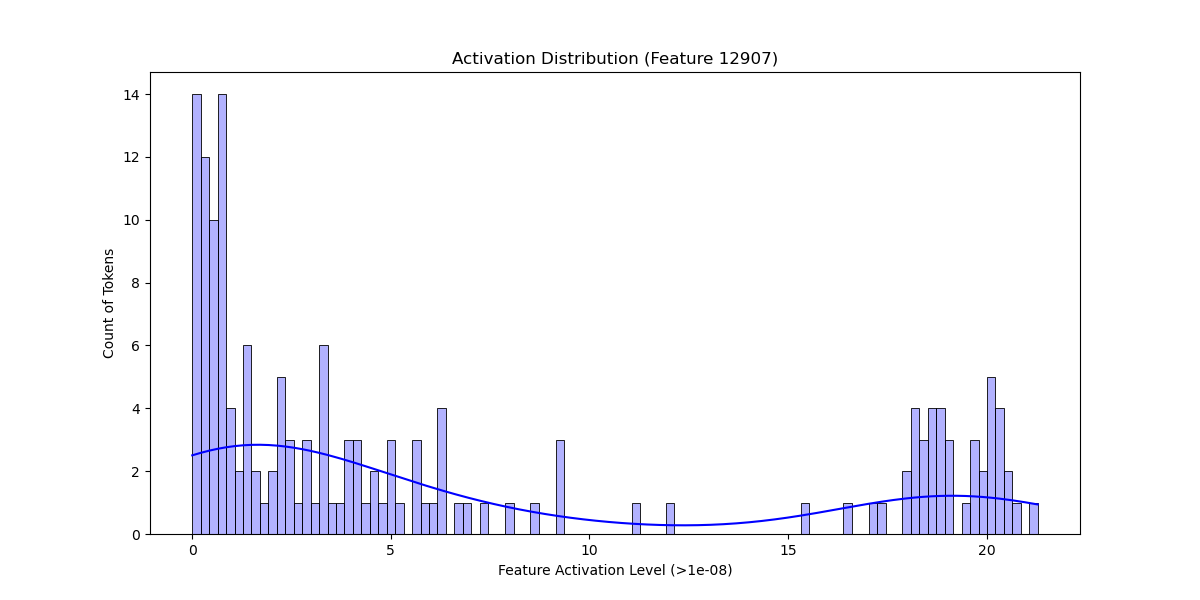 Activation Distribution (Feature 12907)
14
12
10
8
6
4
2
0
Count of Tokens
0 5 10 15 20
Feature Activation Level (>1e-08)